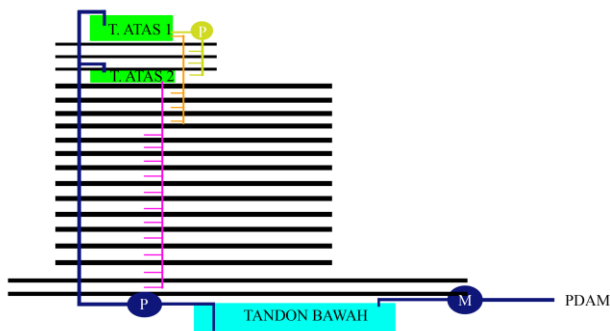 T. ATAS 1
P
T. ATAS 2
P
TANDON BAWAH
M
PDAM